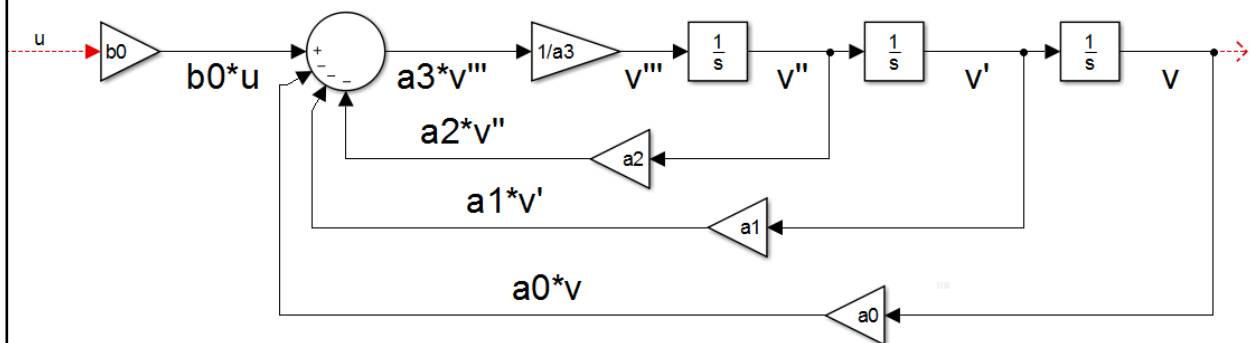 u
b0
b0*u
+
−
−
−
a3*v'''
1/a3
v'''
1
s
v''
1
s
v'
1
s
v
a2*v''
a2
a1*v'
a1
a0*v
a0